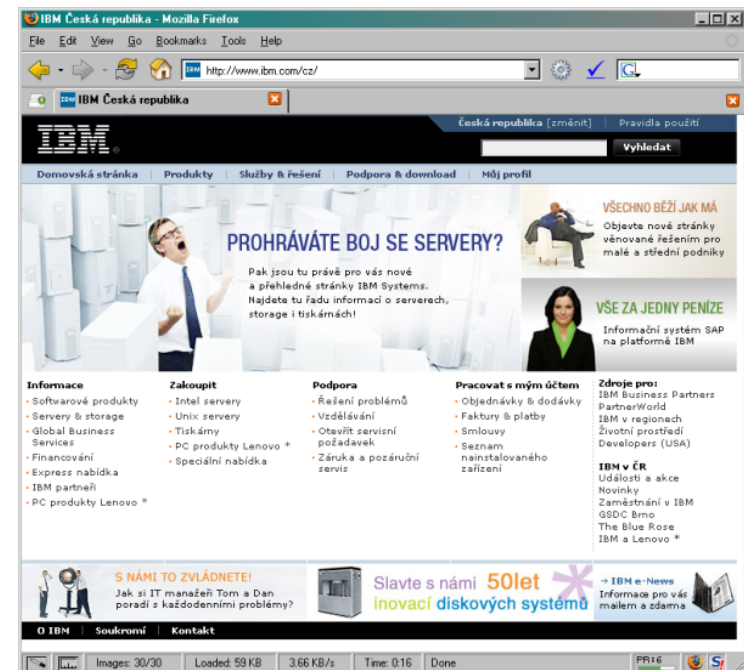 IBM Česká republika - Mozilla Firefox
File Edit View Go Bookmarks Tools Help
http://www.ibm.com/cz/
IBM Česká republika
Česká republika [změnit] | Pravidla použití
IBM
Vyhledat
Domovská stránka | Produkty | Služby & řešení | Podpora & download | Můj profil
PROHRÁVÁTE BOJ SE SERVERY?
Pak jsou tu právě pro vás nové
a přehledné stránky IBM Systems.
Najdete tu řadu informací o serverech,
storage i tiskárnách!
VŠECHNO BĚŽÍ JAK MÁ
Objevte nové stránky
věnované řešením pro
malé a střední podniky
VŠE ZA JEDNY PENÍZE
Informační systém SAP
na platformě IBM
Informace
Softwarové produkty
Servery & storage
Global Business
Services
Financování
Express nabídka
IBM partneři
PC produkty Lenovo *
Zakoupit
Intel servery
Unix servery
Tiskárny
PC produkty Lenovo *
Speciální nabídka
Podpora
Řešení problémů
Vzdělávání
Otevřít servisní
požadavek
Záruka a pozáruční
servis
Pracovat s mým účtem
Objednávky & dodávky
Faktury & platby
Smlouvy
Seznam
nainstalovaného
zařízení
Zdroje pro:
IBM Business Partners
PartnerWorld
IBM v regionech
Životní prostředí
Developers (USA)
IBM v ČR
Události a akce
Novinky
Zaměstnání v IBM
GSDC Brno
The Blue Rose
IBM a Lenovo *
S NÁMI TO ZVLÁDNETE!
Jak si IT manažeři Tom a Dan
poradí s každodenními problémy?
Slavte s námi 50let
inovací diskových systémů
IBM e-News
Informace pro vás
mailem a zdarma
O IBM | Soukromí | Kontakt
Images: 30/30 Loaded: 59 KB 3.66 KB/s Time: 0:16 Done PR:6